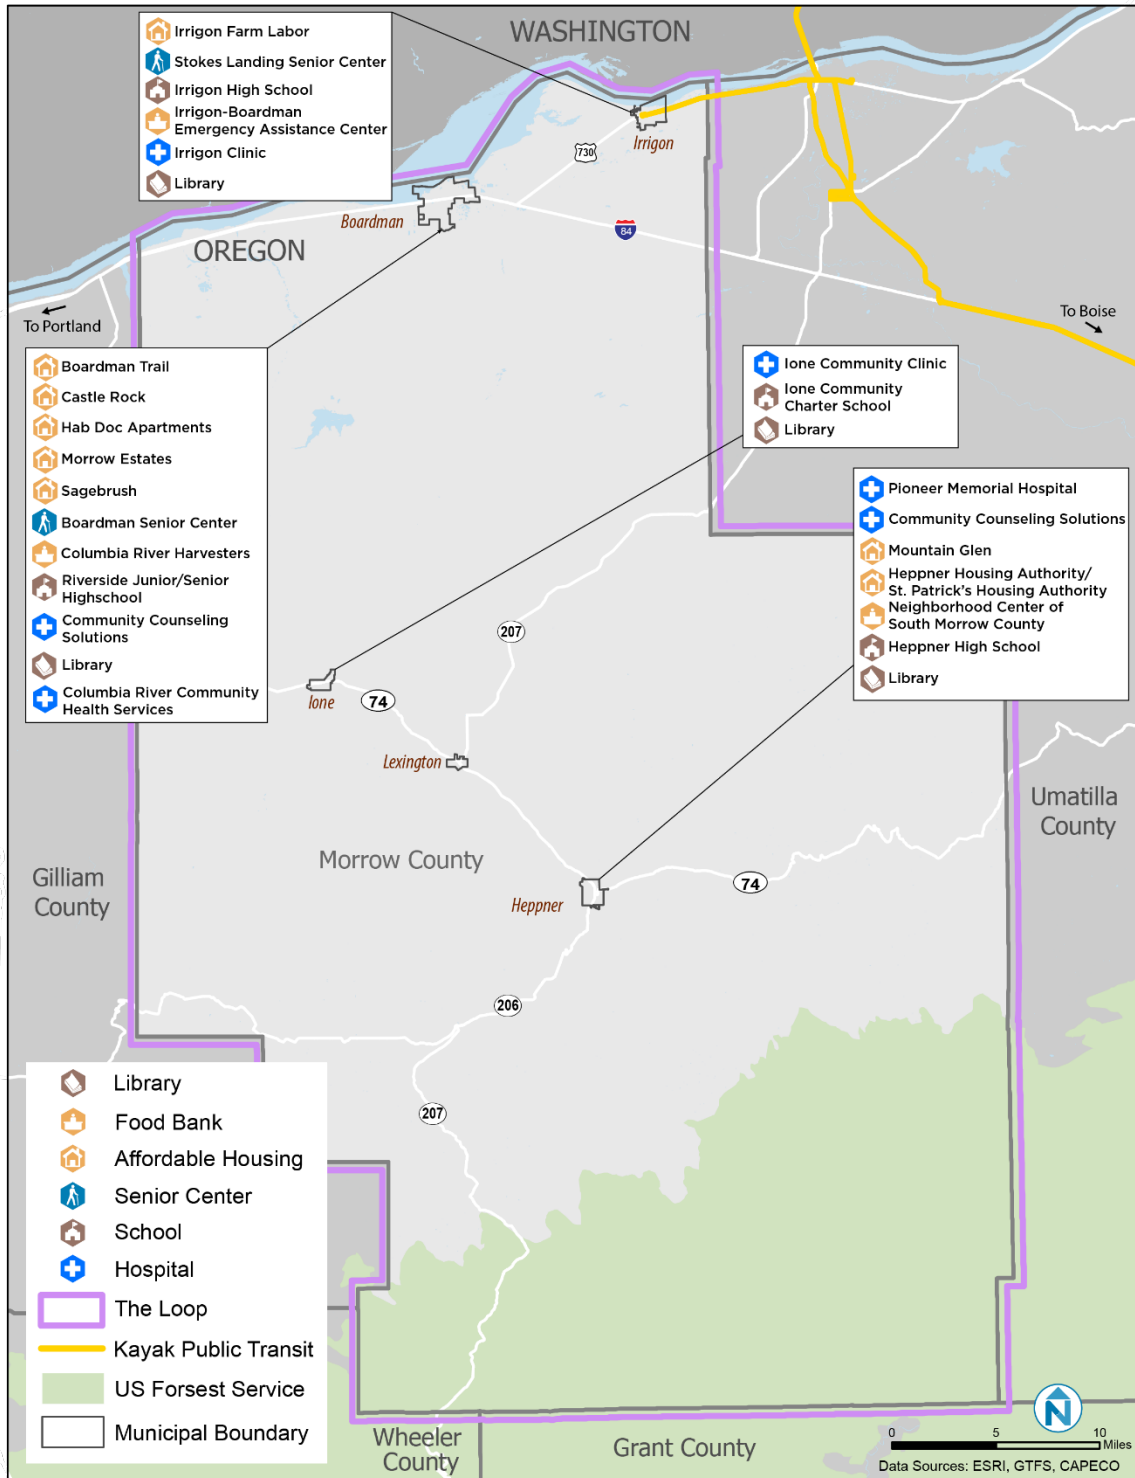 WASHINGTON
Irrigon Farm Labor
Stokes Landing Senior Center
Irrigon High School
Irrigon-Boardman
Emergency Assistance Center
Irrigon Clinic
Library
Irrigon
730
Boardman
84
OREGON
To Portland
To Boise
Boardman Trail
Castle Rock
Hab Doc Apartments
Morrow Estates
Sagebrush
Boardman Senior Center
Columbia River Harvesters
Riverside Junior/Senior
Highschool
Community Counseling
Solutions
Library
Columbia River Community
Health Services
Ione Community Clinic
Ione Community
Charter School
Library
Pioneer Memorial Hospital
Community Counseling Solutions
Mountain Glen
Heppner Housing Authority/
St. Patrick's Housing Authority
Neighborhood Center of
South Morrow County
Heppner High School
Library
207
Ione
74
Lexington
Umatilla
County
Morrow County
Gilliam
County
74
Heppner
206
207
Library
Food Bank
Affordable Housing
Senior Center
School
Hospital
The Loop
Kayak Public Transit
US Forsest Service
Municipal Boundary
Wheeler
County
Grant County
N
0 5 10
Miles
Data Sources: ESRI, GTFS, CAPECO